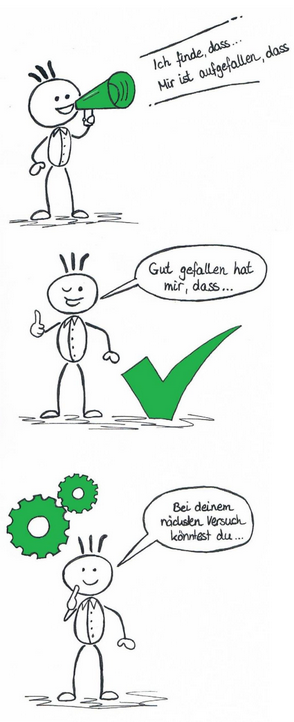 Ich finde, dass...
Mir ist aufgefallen, dass
Gut gefallen hat
mir, dass...
Bei deinem
nächsten Versuch
könntest du...